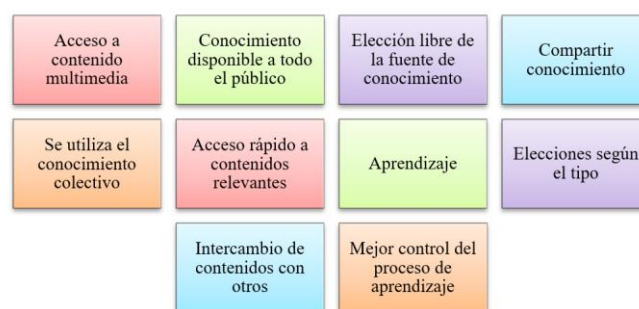 Acceso a
contenido
multimedia
Conocimiento
disponible a todo
el público
Elección libre de
la fuente de
conocimiento
Compartir
conocimiento
Se utiliza el
conocimiento
colectivo
Acceso rápido a
contenidos
relevantes
Aprendizaje
Elecciones según
el tipo
Intercambio de
contenidos con
otros
Mejor control del
proceso de
aprendizaje